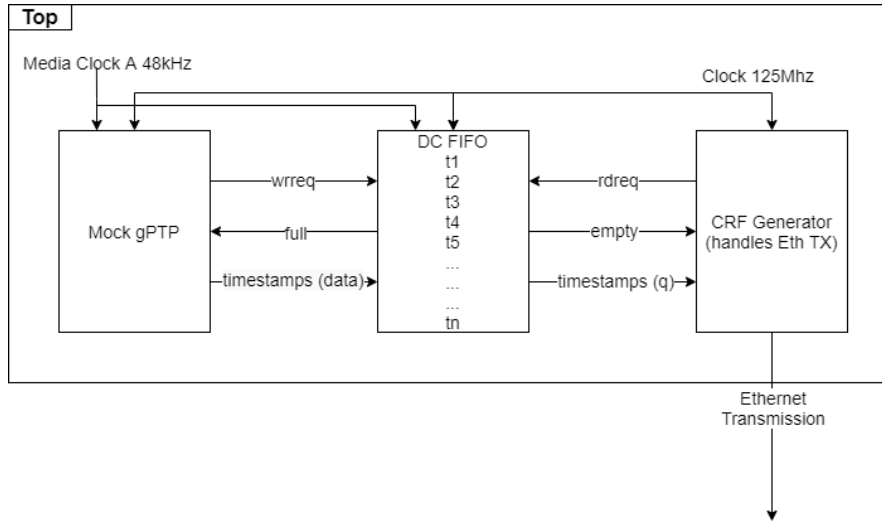 Top
Media Clock A 48kHz
Clock 125Mhz
Mock gPTP
wrreq
full
timestamps (data)
DC FIFO
t1
t2
t3
t4
t5
...
...
...
tn
rdreq
empty
timestamps (q)
CRF Generator
(handles Eth TX)
Ethernet
Transmission